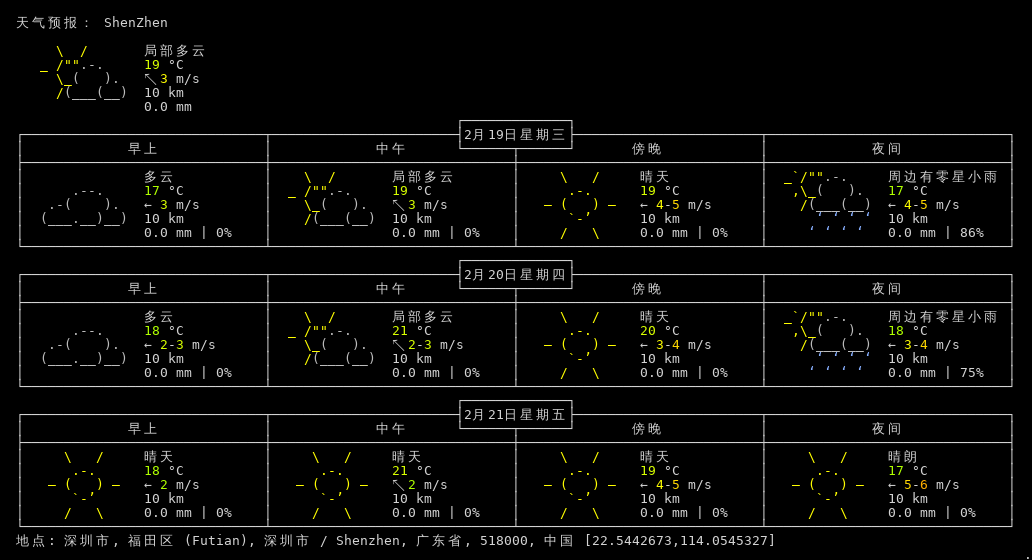 天气预报： ShenZhen
局部多云
19 °C
↖3 m/s
10 km
0.0 mm
2月19日星期三
早上 中午 傍晚 夜间
多云 局部多云 晴天 周边有零星小雨
17 °C 19 °C 19 °C 17 °C
← 3 m/s ↖3 m/s ← 4-5 m/s ← 4-5 m/s
10 km 10 km 10 km 10 km
0.0 mm | 0% 0.0 mm | 0% 0.0 mm | 0% 0.0 mm | 86%
2月20日星期四
早上 中午 傍晚 夜间
多云 局部多云 晴天 周边有零星小雨
18 °C 21 °C 20 °C 18 °C
← 2-3 m/s ↖2-3 m/s ← 3-4 m/s ← 3-4 m/s
10 km 10 km 10 km 10 km
0.0 mm | 0% 0.0 mm | 0% 0.0 mm | 0% 0.0 mm | 75%
2月21日星期五
早上 中午 傍晚 夜间
晴天 晴天 晴天 晴朗
18 °C 21 °C 19 °C 17 °C
← 2 m/s ↖2 m/s ← 4-5 m/s ← 5-6 m/s
10 km 10 km 10 km 10 km
0.0 mm | 0% 0.0 mm | 0% 0.0 mm | 0% 0.0 mm | 0%
地点: 深圳市, 福田区 (Futian), 深圳市 / Shenzhen, 广东省, 518000, 中国 [22.5442673,114.0545327]